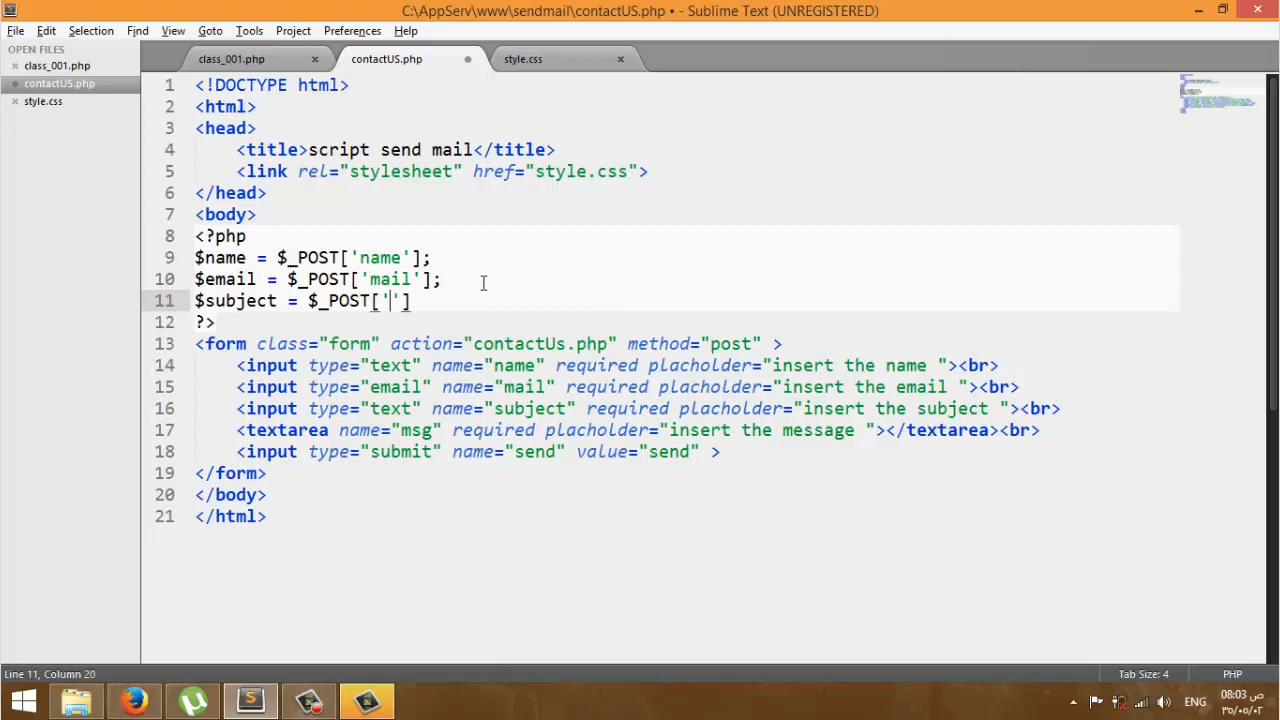 C:\AppServ\www\sendmail\contactUS.php • - Sublime Text (UNREGISTERED)
File Edit Selection Find View Goto Tools Project Preferences Help
OPEN FILES
class_001.php
contactUS.php
style.css
class_001.php contactUS.php style.css
1 <!DOCTYPE html>
2 <html>
3 <head>
4 <title>script send mail</title>
5 <link rel="stylesheet" href="style.css">
6 </head>
7 <body>
8 <?php
9 $name = $_POST['name'];
10 $email = $_POST['mail'];
11 $subject = $_POST['']
12 ?>
13 <form class="form" action="contactUs.php" method="post" >
14 <input type="text" name="name" required placholder="insert the name "><br>
15 <input type="email" name="mail" required placholder="insert the email "><br>
16 <input type="text" name="subject" required placholder="insert the subject "><br>
17 <textarea name="msg" required placholder="insert the message "></textarea><br>
18 <input type="submit" name="send" value="send" >
19 </form>
20 </body>
21 </html>
Line 11, Column 20 Tab Size: 4 PHP
ENG 08:03 ص
٣٥/٠٥/٠٢